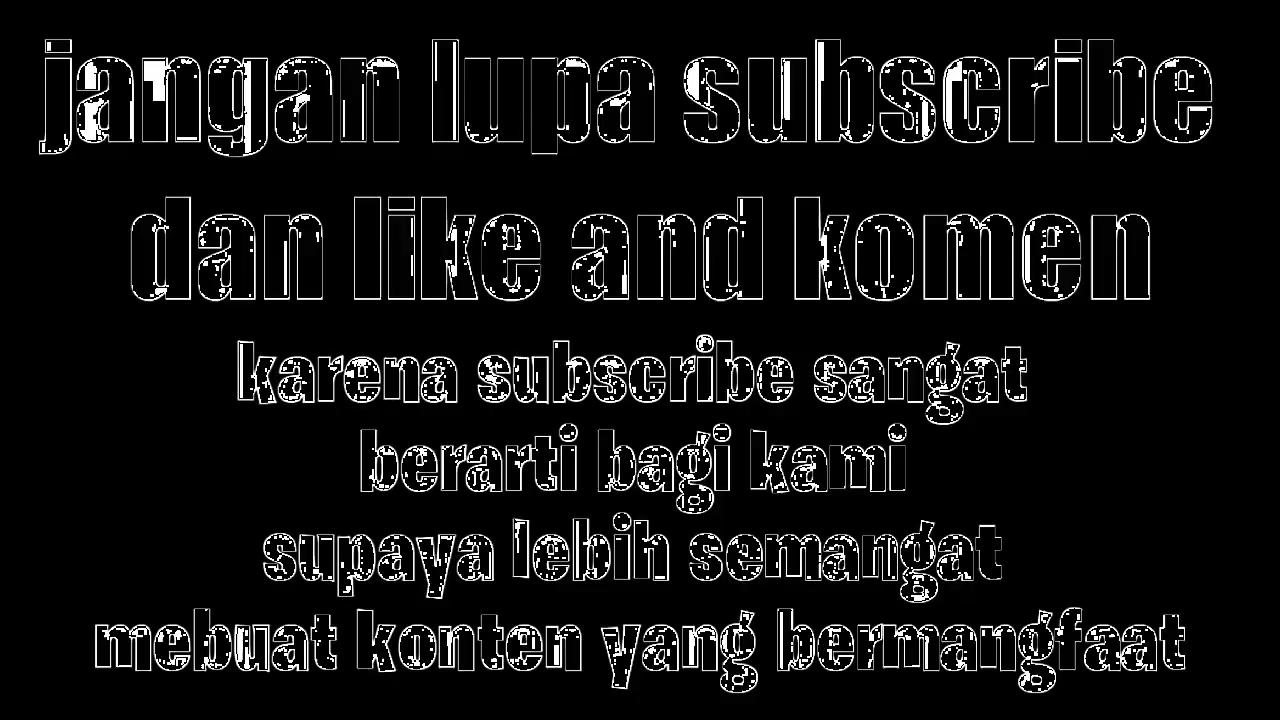 jangan lupa subscribe
dan like and komen
karena subscribe sangat
berarti bagi kami
supaya lebih semangat
mebuat konten yang bermangfaat